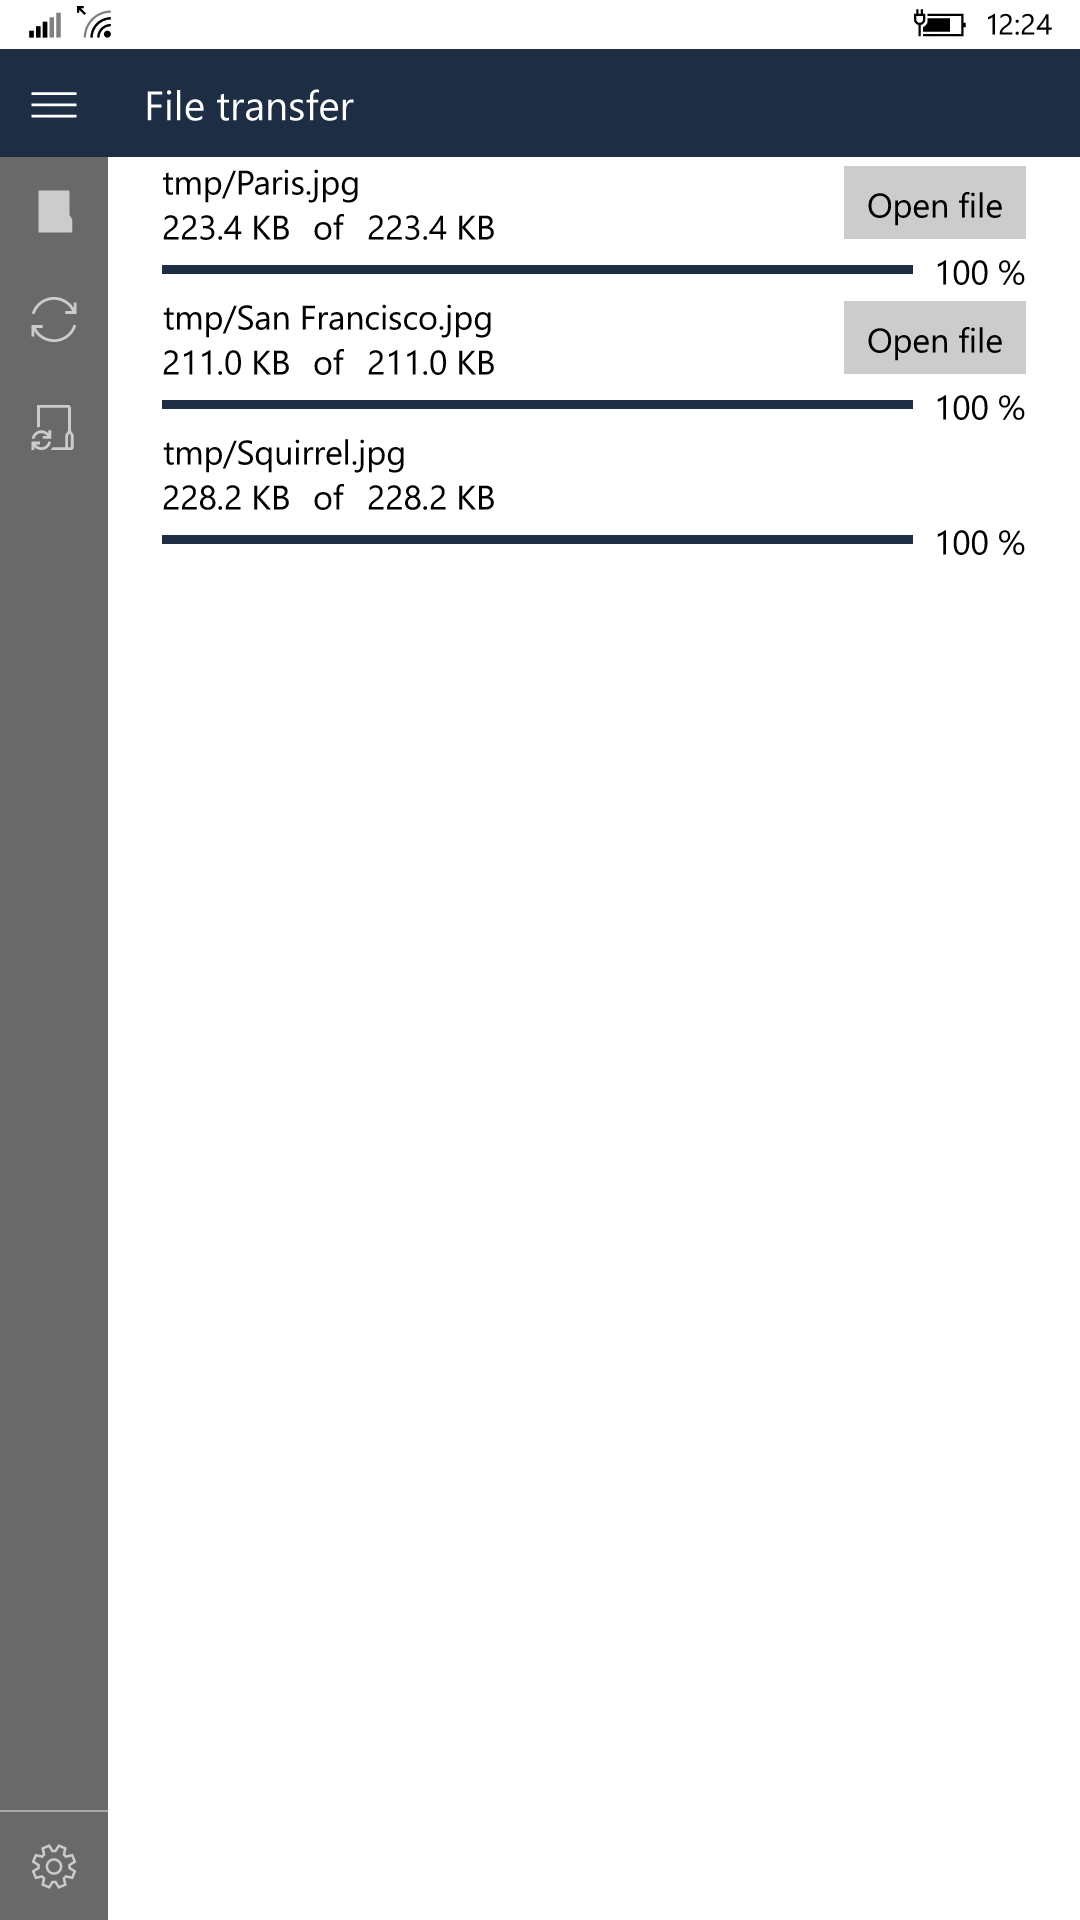 12:24
File transfer
tmp/Paris.jpg
Open file
223.4 KB of 223.4 KB
100 %
tmp/San Francisco.jpg
Open file
211.0 KB of 211.0 KB
100 %
tmp/Squirrel.jpg
228.2 KB of 228.2 KB
100 %